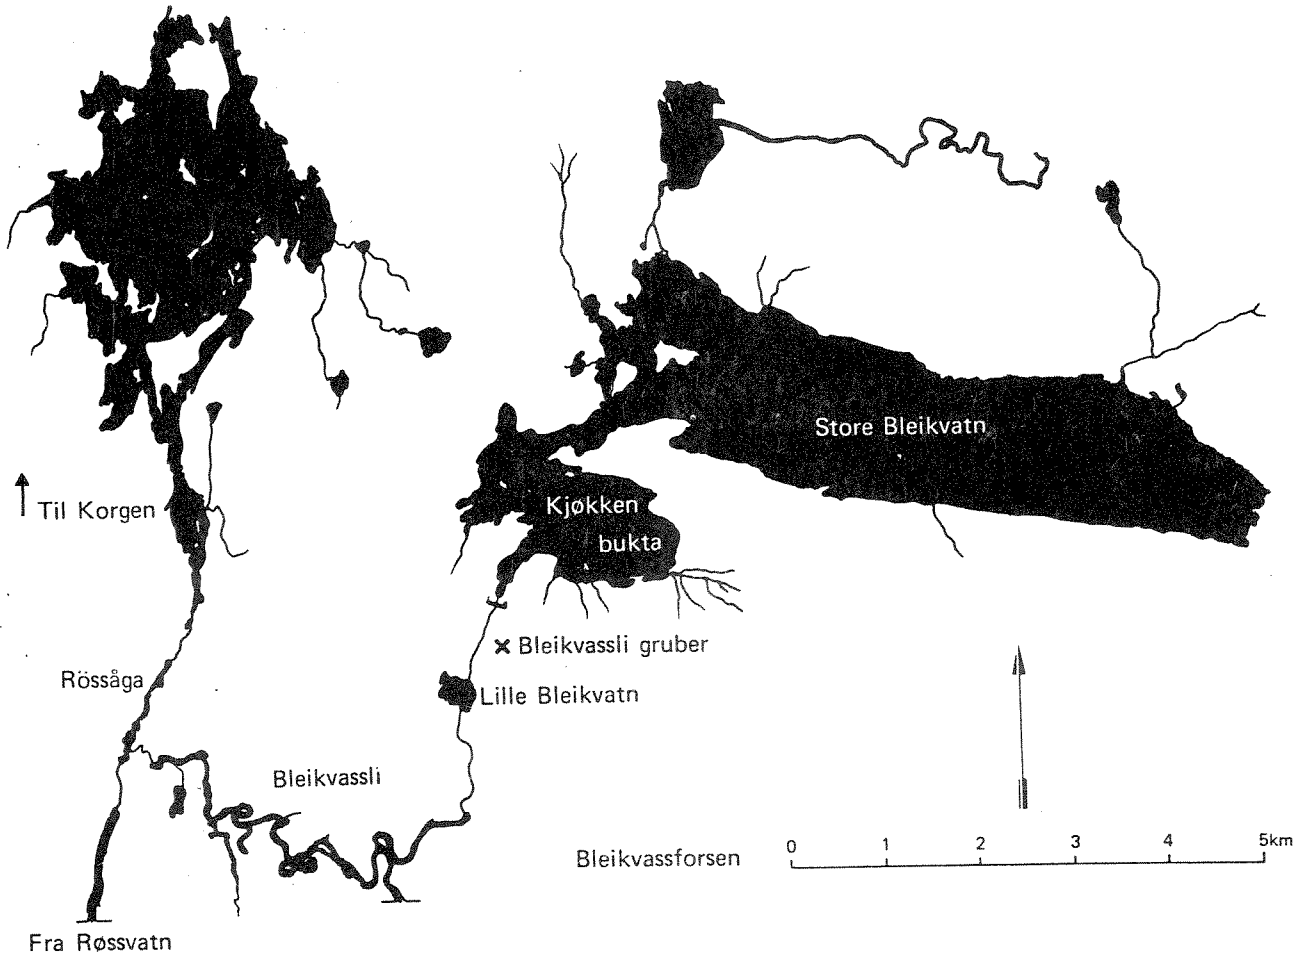 Store Bleikvatn
Kjøkken
bukta
Til Korgen
x Bleikvassli gruber
Rössåga
Lille Bleikvatn
Bleikvassli
Bleikvassforsen
0 1 2 3 4 5km
Fra Røssvatn